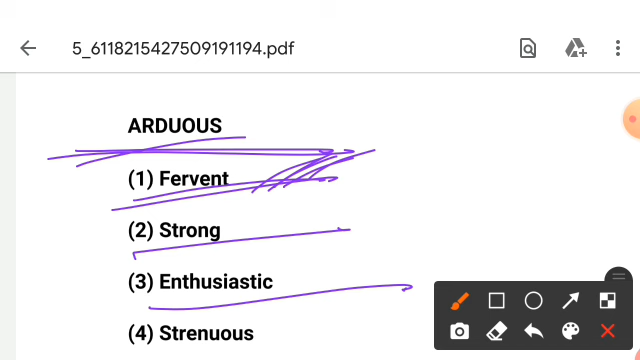 5_6118215427509191194.pdf
ARDUOUS
(1) Fervent
(2) Strong
(3) Enthusiastic
(4) Strenuous